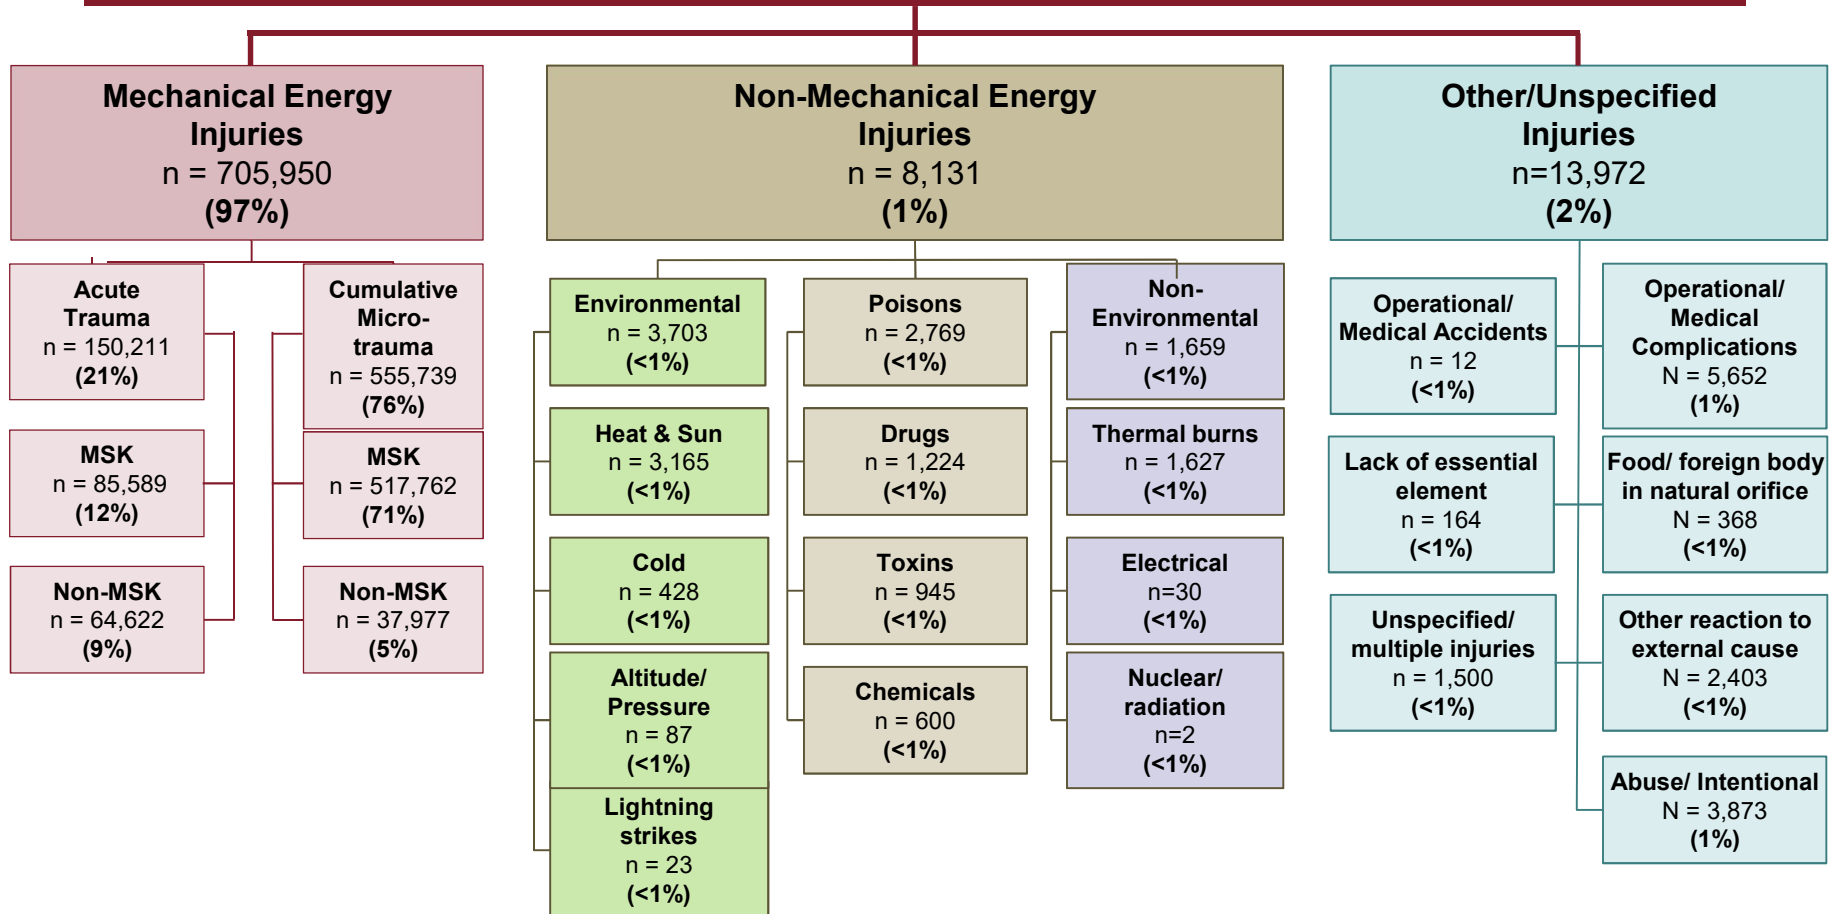 Mechanical Energy
Injuries
n = 705,950
(97%)
Non-Mechanical Energy
Injuries
n = 8,131
(1%)
Other/Unspecified
Injuries
n=13,972
(2%)
Acute
Trauma
n = 150,211
(21%)
MSK
n = 85,589
(12%)
Non-MSK
n = 64,622
(9%)
Cumulative
Micro-
trauma
n = 555,739
(76%)
MSK
n = 517,762
(71%)
Non-MSK
n = 37,977
(5%)
Environmental
n = 3,703
(<1%)
Heat & Sun
n = 3,165
(<1%)
Cold
n = 428
(<1%)
Altitude/
Pressure
n = 87
(<1%)
Lightning
strikes
n = 23
(<1%)
Poisons
n = 2,769
(<1%)
Drugs
n = 1,224
(<1%)
Toxins
n = 945
(<1%)
Chemicals
n = 600
(<1%)
Non-
Environmental
n = 1,659
(<1%)
Thermal burns
n = 1,627
(<1%)
Electrical
n=30
(<1%)
Nuclear/
radiation
n=2
(<1%)
Operational/
Medical Accidents
n = 12
(<1%)
Operational/
Medical
Complications
N = 5,652
(1%)
Lack of essential
element
n = 164
(<1%)
Food/ foreign body
in natural orifice
N = 368
(<1%)
Unspecified/
multiple injuries
n = 1,500
(<1%)
Other reaction to
external cause
N = 2,403
(<1%)
Abuse/ Intentional
N = 3,873
(1%)